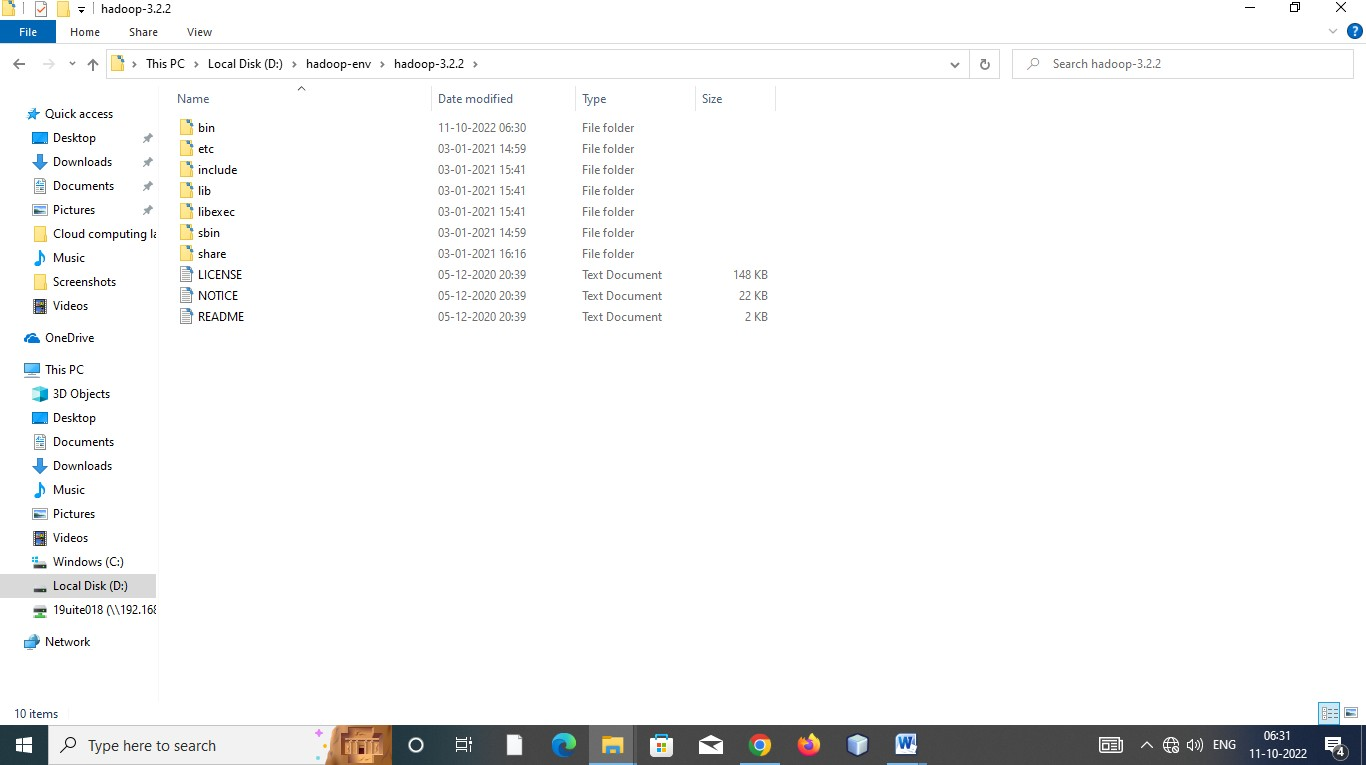 hadoop-3.2.2
File Home Share View
This PC Local Disk (D:) hadoop-env hadoop-3.2.2
Search hadoop-3.2.2
Name Date modified Type Size
bin 11-10-2022 06:30 File folder
etc 03-01-2021 14:59 File folder
include 03-01-2021 15:41 File folder
lib 03-01-2021 15:41 File folder
libexec 03-01-2021 15:41 File folder
sbin 03-01-2021 14:59 File folder
share 03-01-2021 16:16 File folder
LICENSE 05-12-2020 20:39 Text Document 148 KB
NOTICE 05-12-2020 20:39 Text Document 22 KB
README 05-12-2020 20:39 Text Document 2 KB
Quick access
Desktop
Downloads
Documents
Pictures
Cloud computing la
Music
Screenshots
Videos
OneDrive
This PC
3D Objects
Desktop
Documents
Downloads
Music
Pictures
Videos
Windows (C:)
Local Disk (D:)
19uite018 (\\192.168
Network
10 items
Type here to search
ENG
06:31
11-10-2022
4